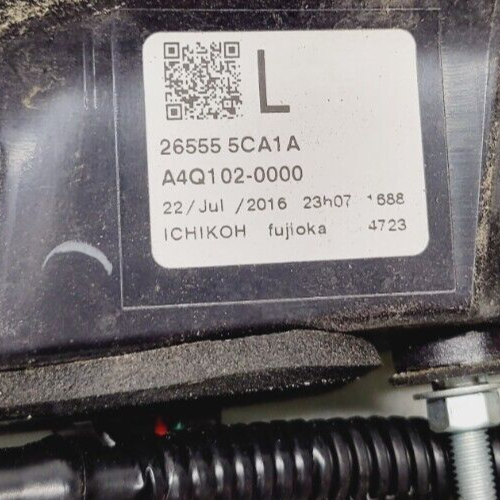 L
26555 5CA1A
A4Q102-0000
22/Jul /2016 23h07 1688
ICHIKOH fujioka 4723